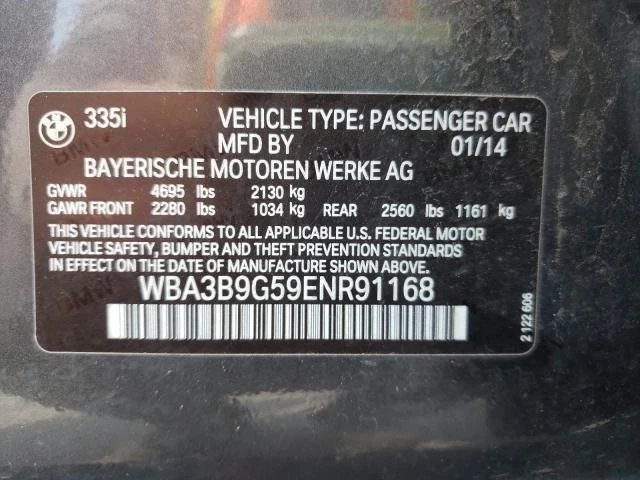 BMW 335i VEHICLE TYPE: PASSENGER CAR
MFD BY 01/14
BAYERISCHE MOTOREN WERKE AG
GVWR 4695 lbs 2130 kg
GAWR FRONT 2280 lbs 1034 kg REAR 2560 lbs 1161 kg
THIS VEHICLE CONFORMS TO ALL APPLICABLE U.S. FEDERAL MOTOR
VEHICLE SAFETY, BUMPER AND THEFT PREVENTION STANDARDS
IN EFFECT ON THE DATE OF MANUFACTURE SHOWN ABOVE.
WBA3B9G59ENR91168
2 122 606